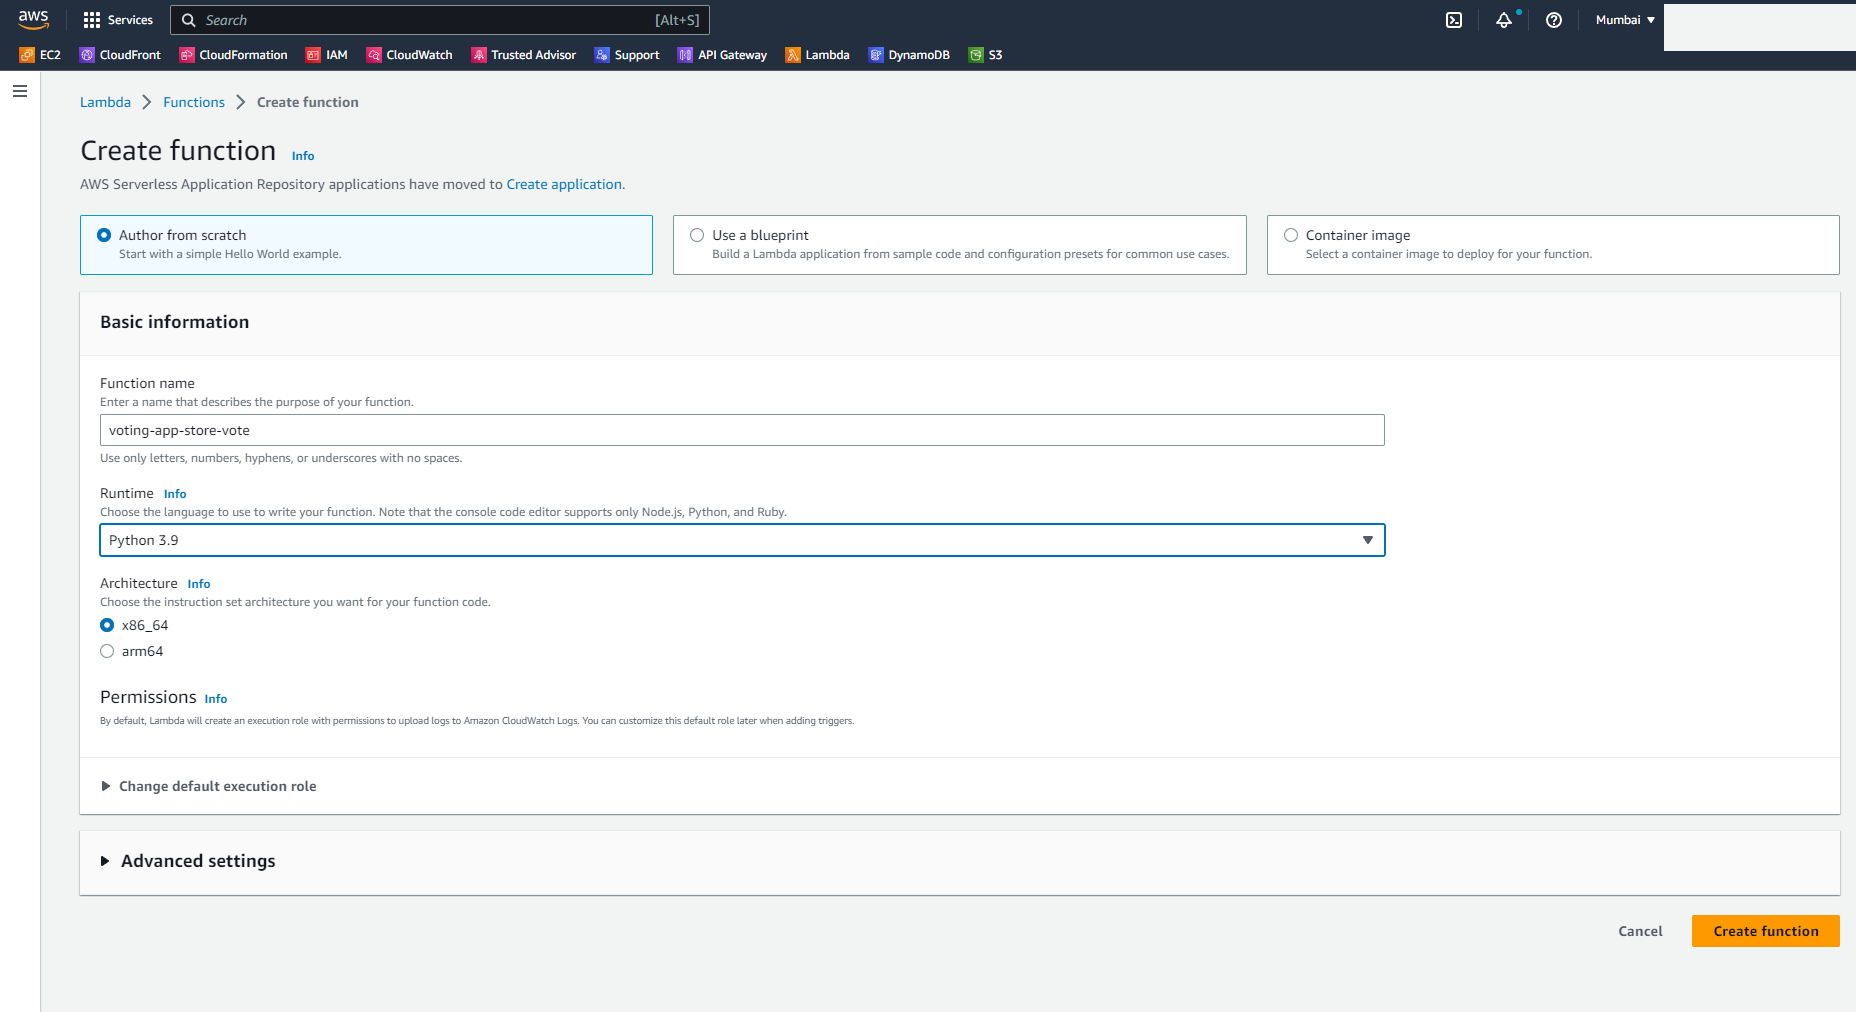 aws Services Search [Alt+S] Mumbai
EC2 CloudFront CloudFormation IAM CloudWatch Trusted Advisor Support API Gateway Lambda DynamoDB S3
Lambda Functions Create function
Create function Info
AWS Serverless Application Repository applications have moved to Create application.
Author from scratch
Start with a simple Hello World example.
Use a blueprint
Build a Lambda application from sample code and configuration presets for common use cases.
Container image
Select a container image to deploy for your function.
Basic information
Function name
Enter a name that describes the purpose of your function.
voting-app-store-vote
Use only letters, numbers, hyphens, or underscores with no spaces.
Runtime Info
Choose the language to use to write your function. Note that the console code editor supports only Node.js, Python, and Ruby.
Python 3.9
Architecture Info
Choose the instruction set architecture you want for your function code.
x86_64
arm64
Permissions Info
By default, Lambda will create an execution role with permissions to upload logs to Amazon CloudWatch Logs. You can customize this default role later when adding triggers.
Change default execution role
Advanced settings
Cancel Create function